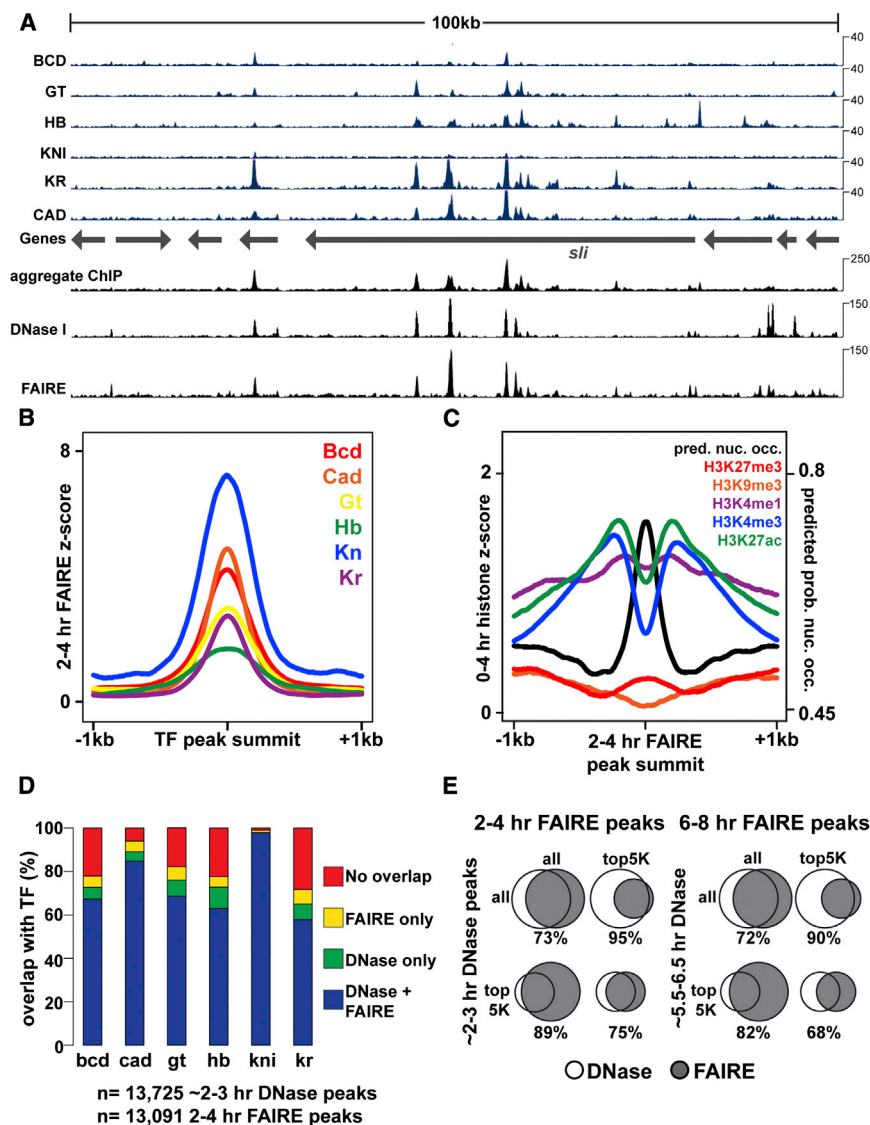 A
100kb
40
BCD
40
GT
40
HB
40
KNI
40
KR
40
CAD
Genes
sli
250
aggregate ChIP
150
DNase I
150
FAIRE
B
8
2-4 hr FAIRE z-score
0
Bcd
Cad
Gt
Hb
Kn
Kr
-1kb
TF peak summit
+1kb
C
2
0-4 hr histone z-score
0
pred. nuc. occ.
H3K27me3
H3K9me3
H3K4me1
H3K4me3
H3K27ac
0.8
predicted prob. nuc. occ.
0.45
-1kb
2-4 hr FAIRE
peak summit
+1kb
D
100
80
60
40
20
0
overlap with TF (%)
No overlap
FAIRE only
DNase only
DNase +
FAIRE
bcd cad gt hb kni kr
n= 13,725 ~2-3 hr DNase peaks
n= 13,091 2-4 hr FAIRE peaks
E
2-4 hr FAIRE peaks
6-8 hr FAIRE peaks
all top5K
all top5K
~2-3 hr DNase peaks
all
73% 95%
top
5K
89% 75%
~5.5-6.5 hr DNase
all
72% 90%
top
5K
82% 68%
DNase FAIRE